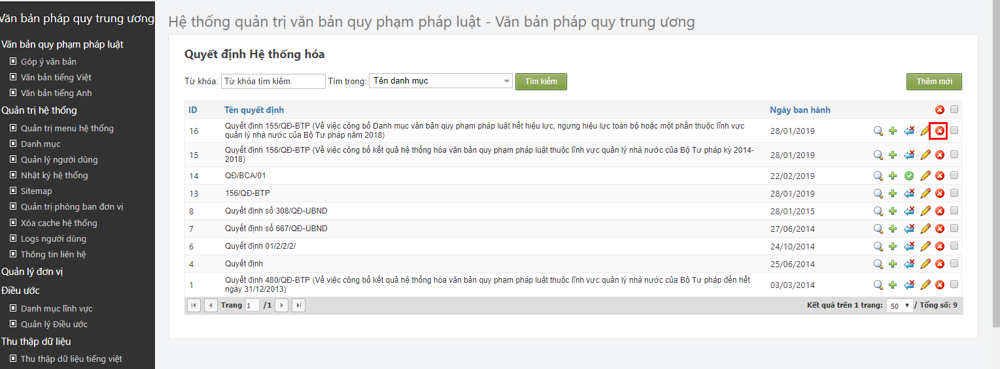 Văn bản pháp quy trung ương
Văn bản quy phạm pháp luật
Góp ý văn bản
Văn bản tiếng Việt
Văn bản tiếng Anh
Quản trị hệ thống
Quản trị menu hệ thống
Danh mục
Quản lý người dùng
Nhật ký hệ thống
Sitemap
Quản trị phòng ban đơn vị
Xóa cache hệ thống
Logs người dùng
Thông tin liên hệ
Quản lý đơn vị
Điều ước
Danh mục lĩnh vực
Quản lý Điều ước
Thu thập dữ liệu
Thu thập dữ liệu tiếng việt
Hệ thống quản trị văn bản quy phạm pháp luật - Văn bản pháp quy trung ương
Quyết định Hệ thống hóa
Từ khóa: Từ khóa tìm kiếm Tìm trong: Tên danh mục Tìm kiếm Thêm mới
ID Tên quyết định Ngày ban hành
16 Quyết định 155/QĐ-BTP (Về việc công bố Danh mục văn bản quy phạm pháp luật hết hiệu lực, ngưng hiệu lực toàn bộ hoặc một phần thuộc lĩnh vực
quản lý nhà nước của Bộ Tư pháp năm 2018) 28/01/2019
15 Quyết định 156/QĐ-BTP (Về việc công bố kết quả hệ thống hóa văn bản quy phạm pháp luật thuộc lĩnh vực quản lý nhà nước của Bộ Tư pháp kỳ 2014-
2018) 28/01/2019
14 QĐ/BCA/01 22/02/2019
13 156/QĐ-BTP 28/01/2019
8 Quyết định số 308/QĐ-UBND 28/01/2015
7 Quyết định số 667/QĐ-UBND 27/06/2014
6 Quyết định 01/2/2/2/ 24/10/2014
4 Quyết định 25/06/2014
1 Quyết định 480/QĐ-BTP (Về việc công bố kết quả hệ thống hóa văn bản quy phạm pháp luật thuộc lĩnh vực quản lý nhà nước của Bộ Tư pháp đến hết
ngày 31/12/2013) 03/03/2014
Trang 1 /1 Kết quả trên 1 trang: 50 / Tổng số: 9